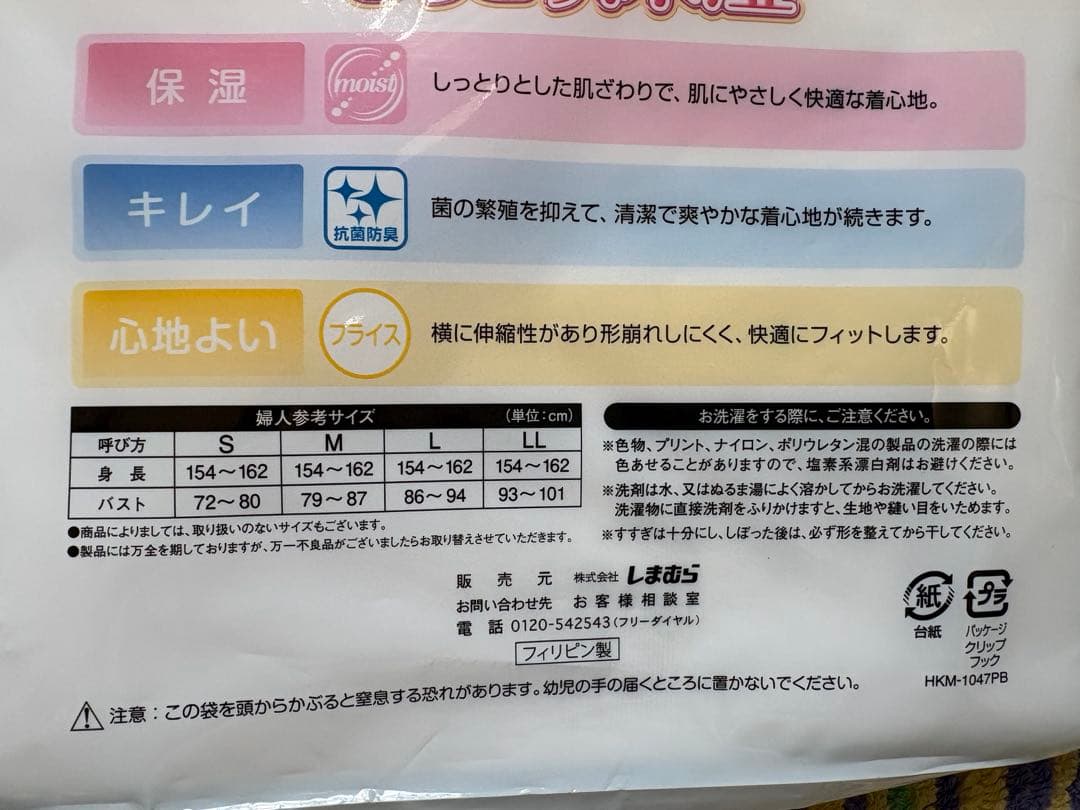 保湿
moist
しっとりとした肌ざわりで、肌にやさしく快適な着心地。
キレイ
抗菌防臭
菌の繁殖を抑えて、清潔で爽やかな着心地が続きます。
心地よい
フライス
横に伸縮性があり形崩れしにくく、快適にフィットします。
婦人参考サイズ (単位:cm)
呼び方 S M L LL
身長 154~162 154~162 154~162 154~162
バスト 72~80 79~87 86~94 93~101
●商品によりましては、取り扱いのないサイズもございます。
●製品には万全を期しておりますが、万一不良品がございましたらお取り替えさせていただきます。
お洗濯をする際に、ご注意ください。
※色物、プリント、ナイロン、ポリウレタン混の製品の洗濯の際には
色あせることがありますので、塩素系漂白剤はお避けください。
※洗剤は水、又はぬるま湯によく溶かしてからお洗濯してください。
洗濯物に直接洗剤をふりかけますと、生地や縫い目をいためます。
※すすぎは十分にし、しぼった後は、必ず形を整えてから干してください。
販売元 株式会社 しまむら
お問い合わせ先 お客様相談室
電話 0120-542543(フリーダイヤル)
フィリピン製
紙
台紙
プラ
パッケージ
クリップ
フック
HKM-1047PB
注意:この袋を頭からかぶると窒息する恐れがあります。幼児の手の届くところに置かないでください。